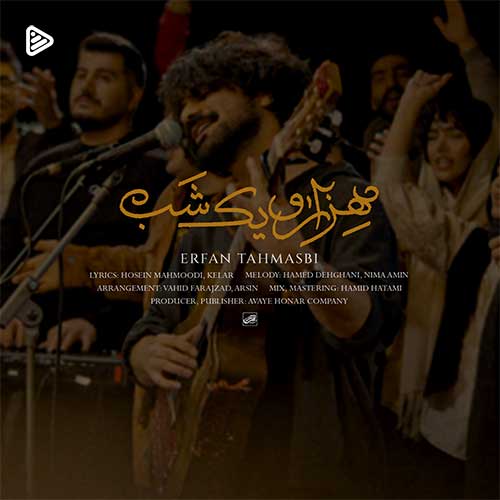 هزار و یک شَب
ERFAN TAHMASBI
LYRICS: HOSEIN MAHMOODI, KELAR MELODY: HAMED DEHGHANI, NIMA AMIN
ARRANGEMENT: VAHID FARAJZAD, ARSIN MIX, MASTERING: HAMID HATAMI
PRODUCER, PUBLISHER: AVAYE HONAR COMPANY